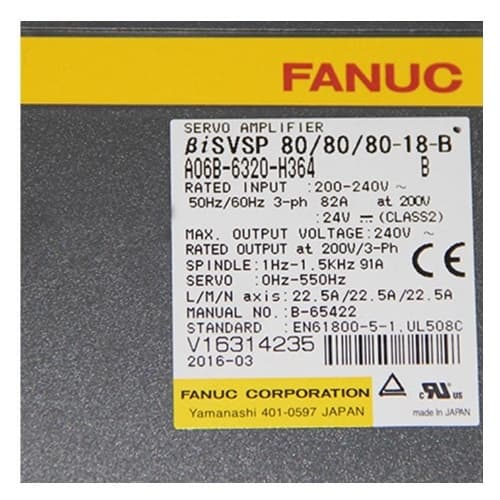 FANUC
SERVO AMPLIFIER
βiSVSP 80/80/80-18-B
A06B-6320-H364 B
RATED INPUT :200-240V ~
50Hz/60Hz 3-ph 82A at 200V
:24V ⎓ (CLASS2)
MAX. OUTPUT VOLTAGE:240V ~
RATED OUTPUT at 200V/3-Ph
SPINDLE:1Hz-1.5KHz 91A
SERVO :0Hz-550Hz
L/M/N axis:22.5A/22.5A/22.5A
MANUAL NO.:B-65422
STANDARD :EN61800-5-1,UL508C
CE
V16314235
2016-03
FANUC CORPORATION
Yamanashi 401-0597 JAPAN
c RU us
made in JAPAN